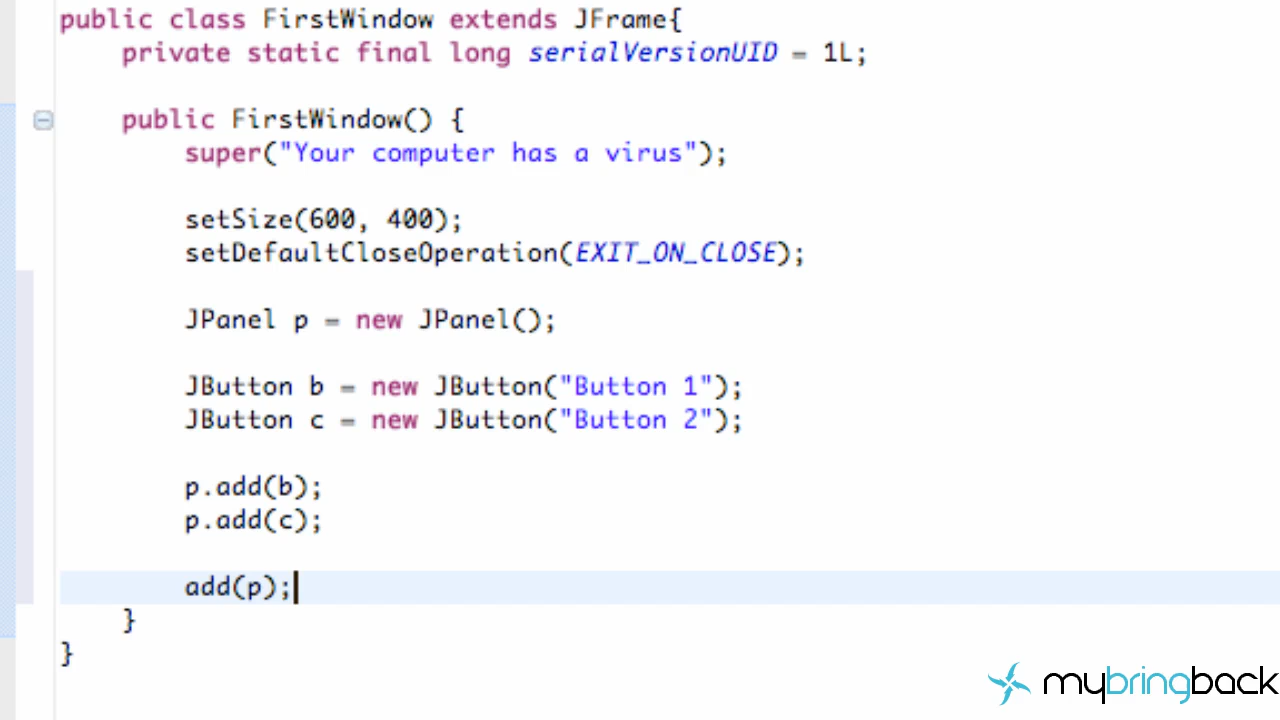 public class FirstWindow extends JFrame{
private static final long serialVersionUID = 1L;
public FirstWindow() {
super("Your computer has a virus");
setSize(600, 400);
setDefaultCloseOperation(EXIT_ON_CLOSE);
JPanel p = new JPanel();
JButton b = new JButton("Button 1");
JButton c = new JButton("Button 2");
p.add(b);
p.add(c);
add(p);
}
}
mybringback